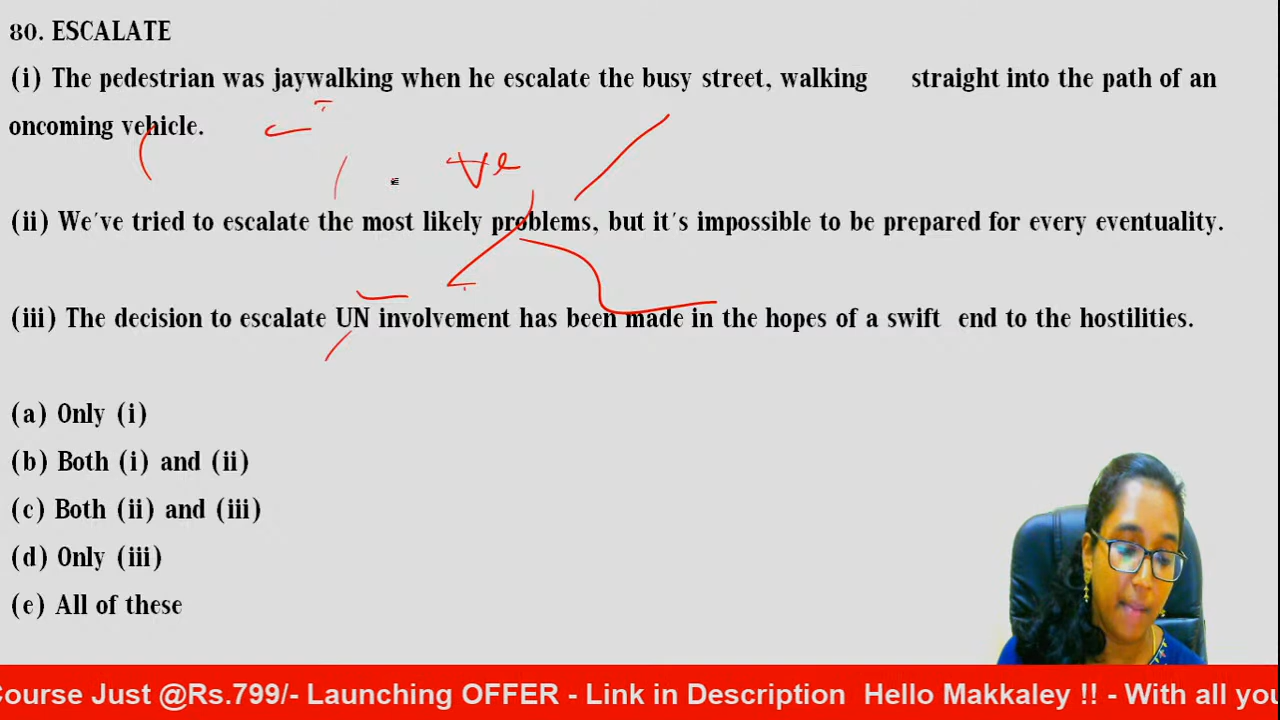 80. ESCALATE
(i) The pedestrian was jaywalking when he escalate the busy street, walking straight into the path of an
oncoming vehicle.
ve
(ii) We've tried to escalate the most likely problems, but it's impossible to be prepared for every eventuality.
(iii) The decision to escalate UN involvement has been made in the hopes of a swift end to the hostilities.
(a) Only (i)
(b) Both (i) and (ii)
(c) Both (ii) and (iii)
(d) Only (iii)
(e) All of these
Course Just @Rs.799/- Launching OFFER - Link in Description Hello Makkaley !! - With all you